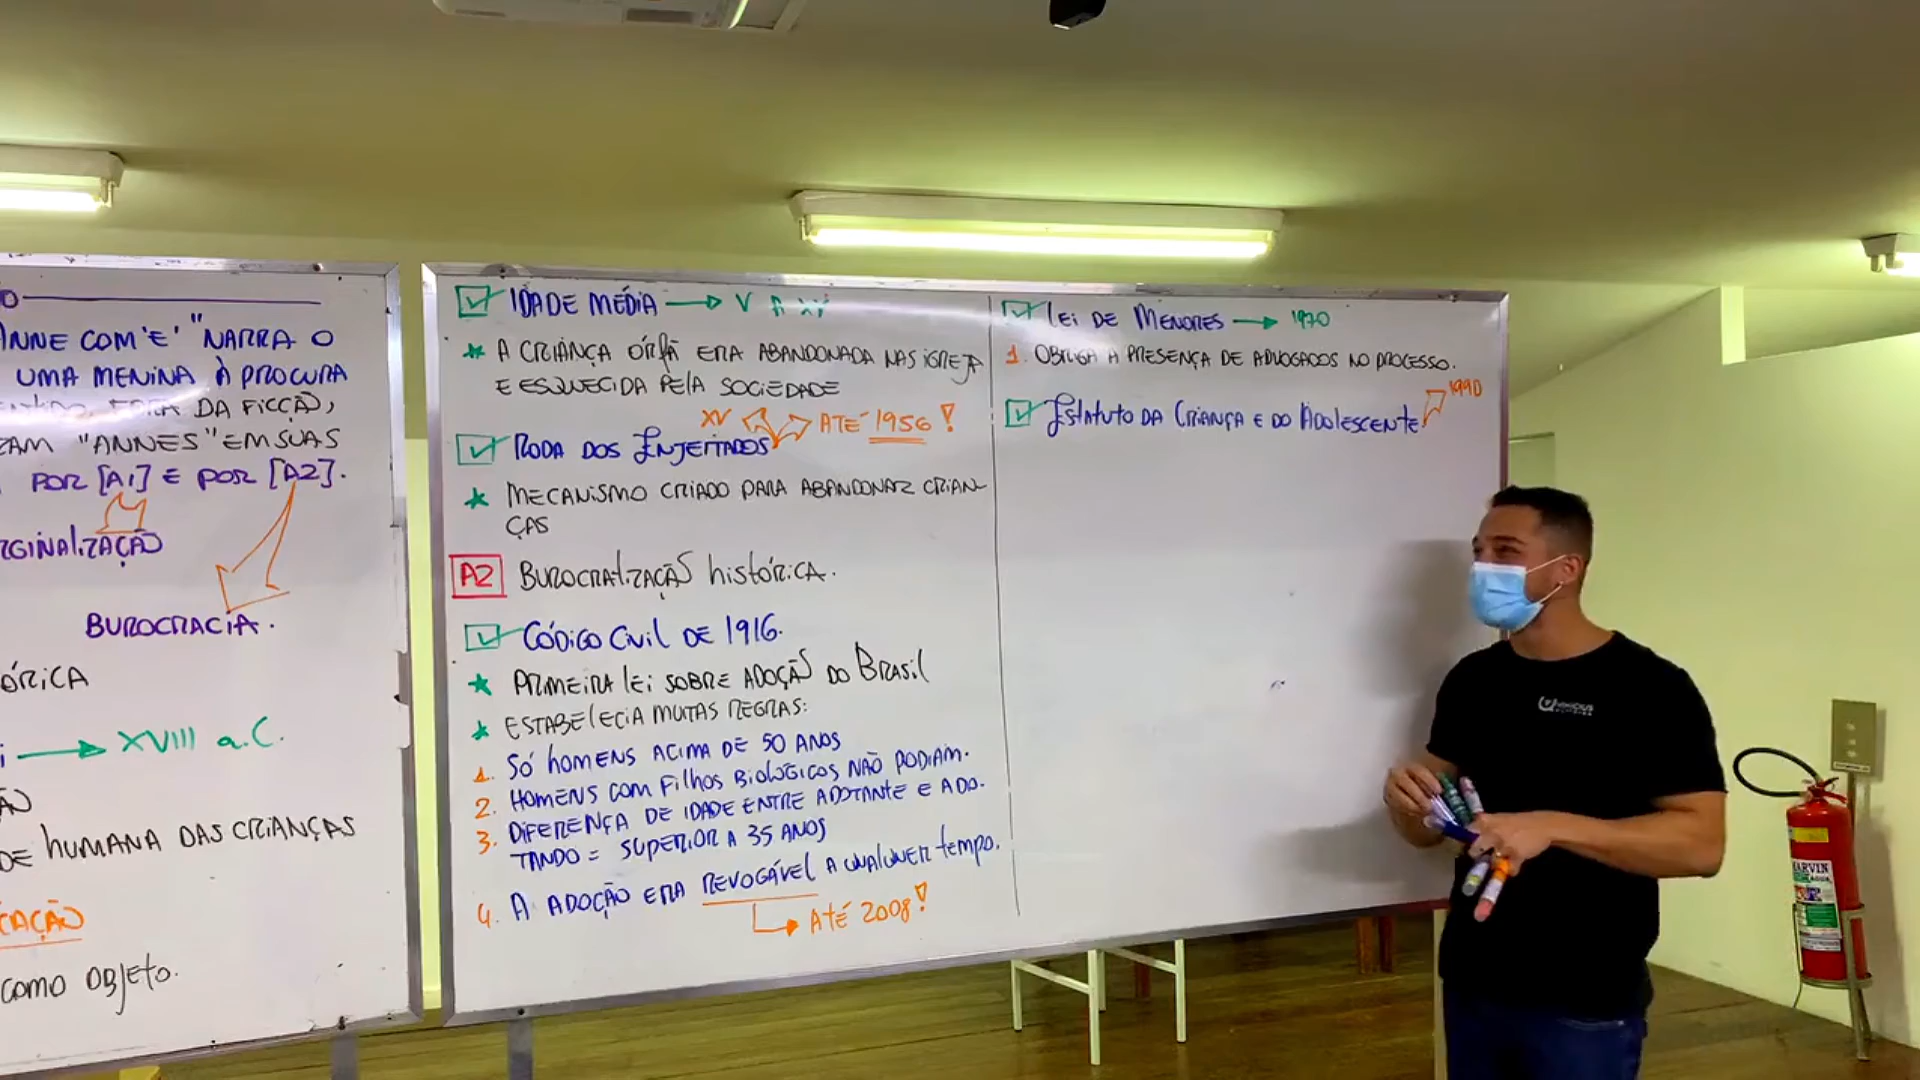 ANNE COM 'E' "NARRA O
UMA MENINA À PROCURA
FORA DA FICÇÃO,
"ANNES" EM SUAS
POR [A1] E POR [A2].
BUROCRACIA.
XVIII a.C.
HUMANA DAS CRIANÇAS
COMO OBJETO.
IDADE MÉDIA → V A XV
A CRIANÇA ÓRFÃ ERA ABANDONADA NAS IGREJA
E ESQUECIDA PELA SOCIEDADE
XV ATÉ 1956!
RODA DOS ENJEITADOS
MECANISMO CRIADO PARA ABANDONAR CRIAN-
ÇAS
A2 BUROCRATIZAÇÃO HISTÓRICA.
CÓDIGO CIVIL DE 1916.
PRIMEIRA LEI SOBRE ADOÇÃO DO BRASIL
ESTABELECIA MUITAS REGRAS:
1. SÓ HOMENS ACIMA DE 50 ANOS
2. HOMENS COM FILHOS BIOLÓGICOS NÃO PODIAM.
3. DIFERENÇA DE IDADE ENTRE ADOTANTE E ADO-
TANDO = SUPERIOR A 35 ANOS
4. A ADOÇÃO ERA REVOGÁVEL A QUALQUER TEMPO.
→ ATÉ 2008!
LEI DE MENORES → 1970
1. OBRIGA A PRESENÇA DE ADVOGADOS NO PROCESSO.
1990
ESTATUTO DA CRIANÇA E DO ADOLESCENTE